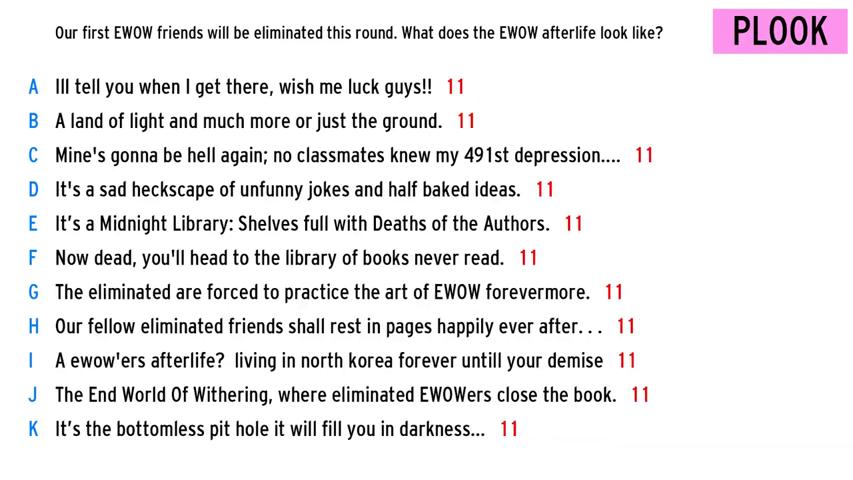 Our first EWOW friends will be eliminated this round. What does the EWOW afterlife look like?
PLOOK
A Ill tell you when I get there, wish me luck guys!! 11
B A land of light and much more or just the ground. 11
C Mine's gonna be hell again; no classmates knew my 491st depression.... 11
D It's a sad heckscape of unfunny jokes and half baked ideas. 11
E It’s a Midnight Library: Shelves full with Deaths of the Authors. 11
F Now dead, you'll head to the library of books never read. 11
G The eliminated are forced to practice the art of EWOW forevermore. 11
H Our fellow eliminated friends shall rest in pages happily ever after. . . 11
I A ewow'ers afterlife?  living in north korea forever untill your demise 11
J The End World Of Withering, where eliminated EWOWers close the book. 11
K It’s the bottomless pit hole it will fill you in darkness... 11